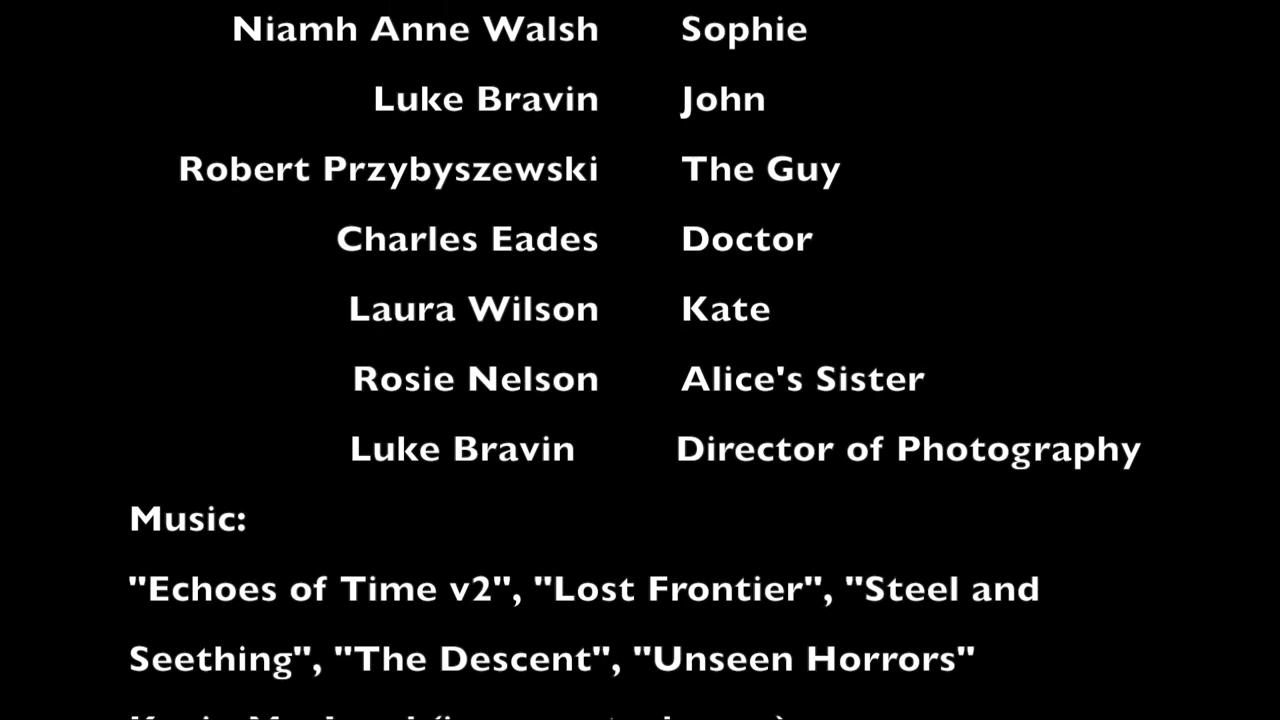 Niamh Anne Walsh Sophie
Luke Bravin John
Robert Przybyszewski The Guy
Charles Eades Doctor
Laura Wilson Kate
Rosie Nelson Alice's Sister
Luke Bravin Director of Photography
Music:
"Echoes of Time v2", "Lost Frontier", "Steel and
Seething", "The Descent", "Unseen Horrors"